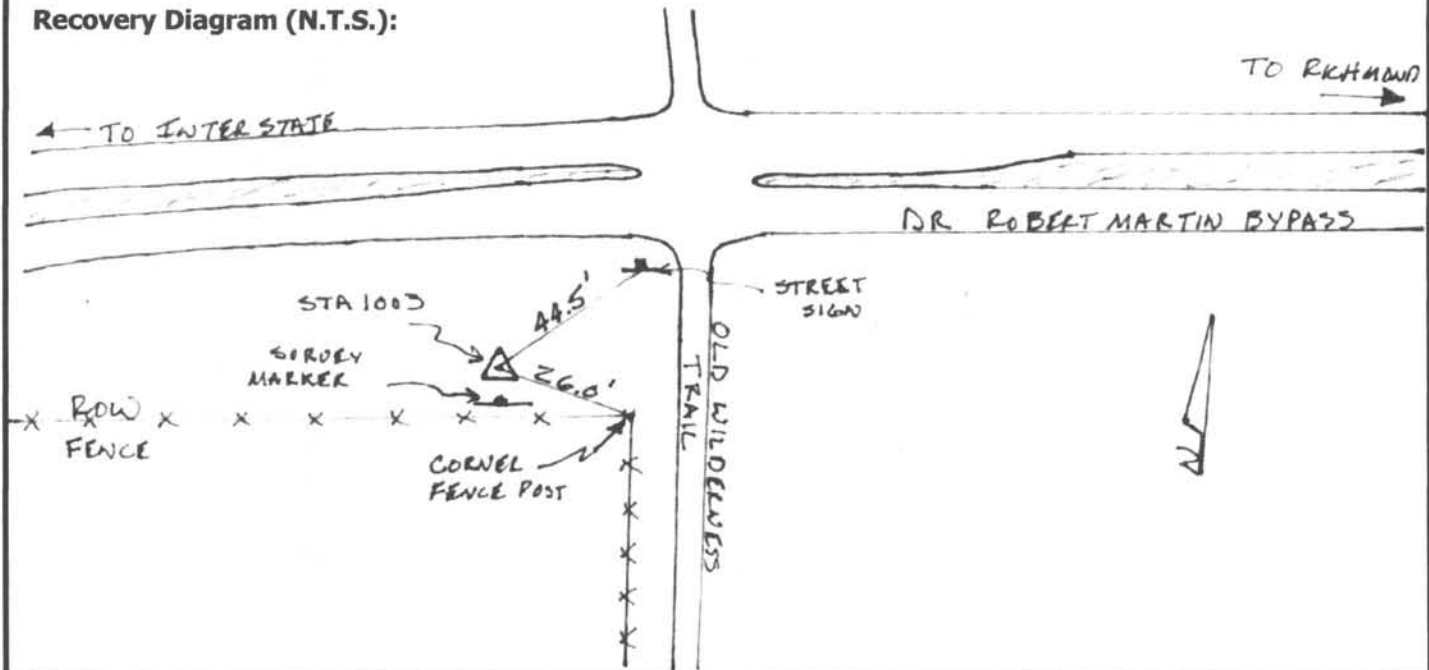 Recovery Diagram (N.T.S.):
TO RICHMOND
TO INTERSTATE
DR ROBERT MARTIN BYPASS
STREET
SIGN
STA 1003
44.5'
SURVEY
MARKER
26.0'
ROW
FENCE
CORNER
FENCE POST
OLD WILDERNESS
TRAIL
N